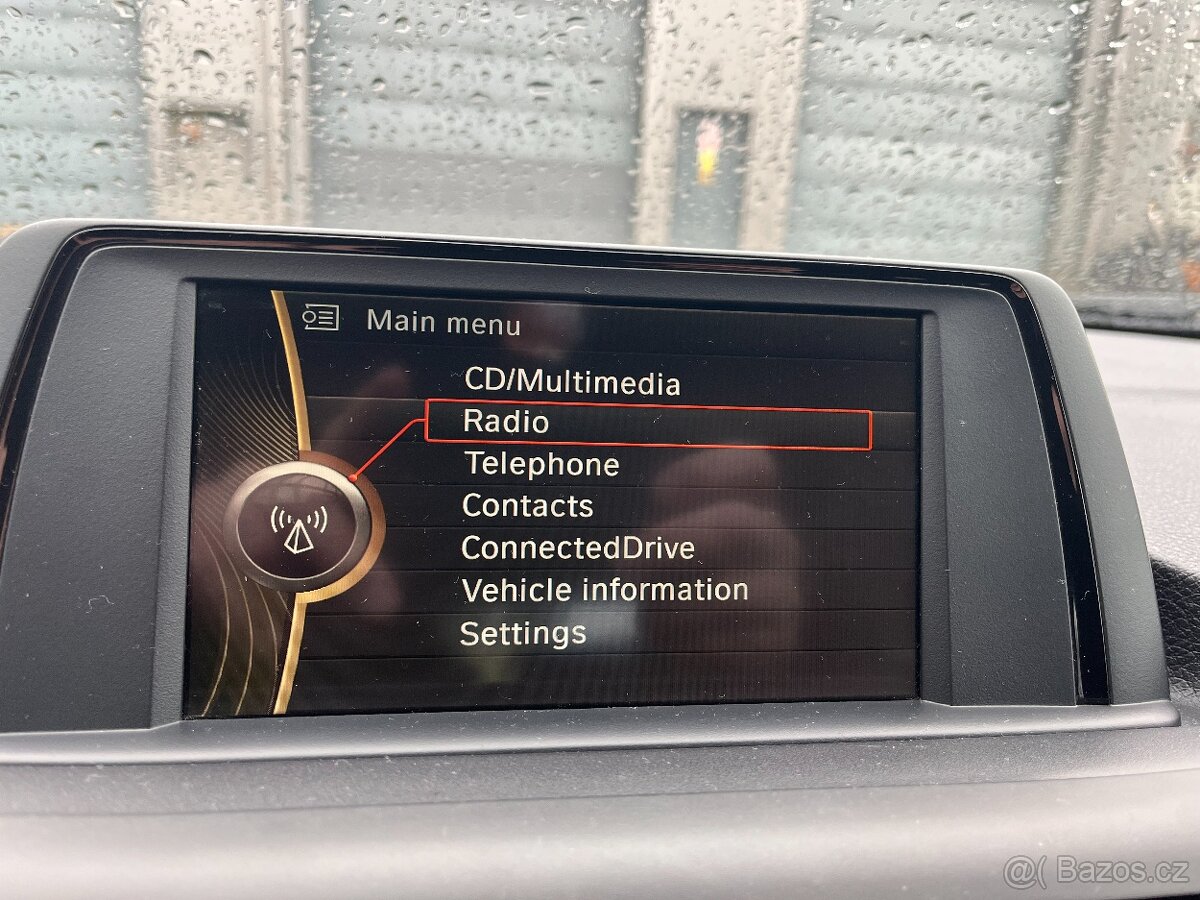 Main menu
CD/Multimedia
Radio
Telephone
Contacts
ConnectedDrive
Vehicle information
Settings
@( Bazos.cz